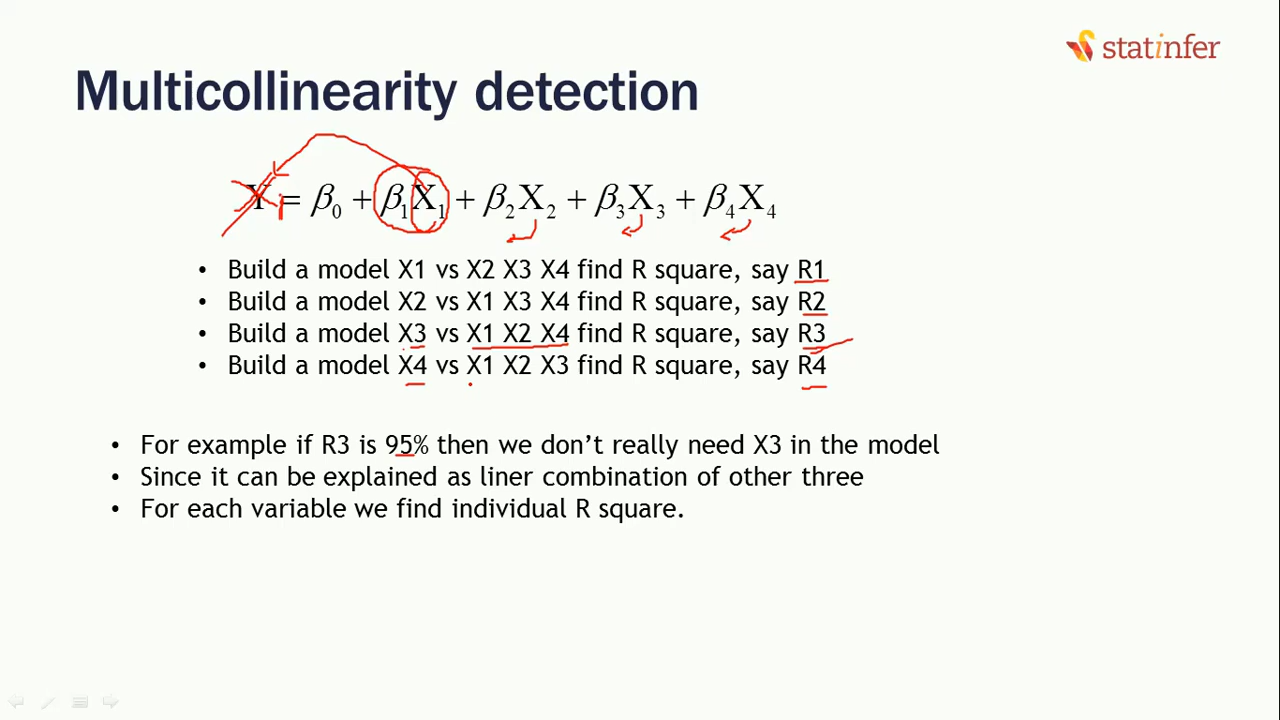 statinfer
Multicollinearity detection
Y = β₀ + β₁X₁ + β₂X₂ + β₃X₃ + β₄X₄
• Build a model X1 vs X2 X3 X4 find R square, say R1
• Build a model X2 vs X1 X3 X4 find R square, say R2
• Build a model X3 vs X1 X2 X4 find R square, say R3
• Build a model X4 vs X1 X2 X3 find R square, say R4
• For example if R3 is 95% then we don’t really need X3 in the model
• Since it can be explained as liner combination of other three
• For each variable we find individual R square.